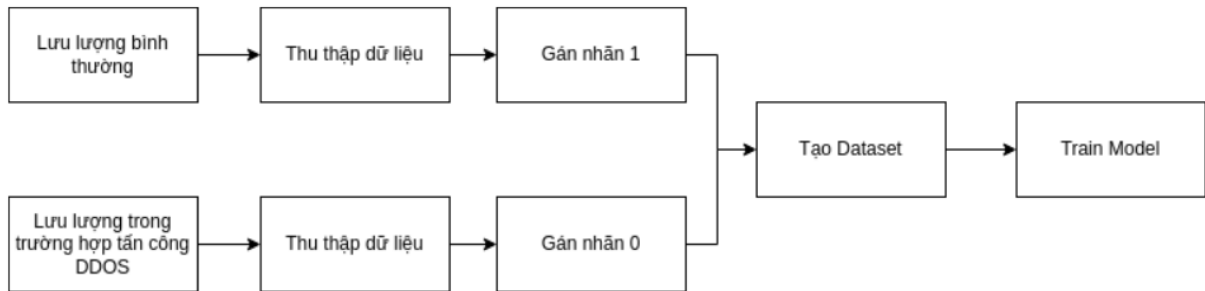 Lưu lượng bình
thường
Thu thập dữ liệu
Gán nhãn 1
Tạo Dataset
Train Model
Lưu lượng trong
trường hợp tấn công
DDOS
Thu thập dữ liệu
Gán nhãn 0